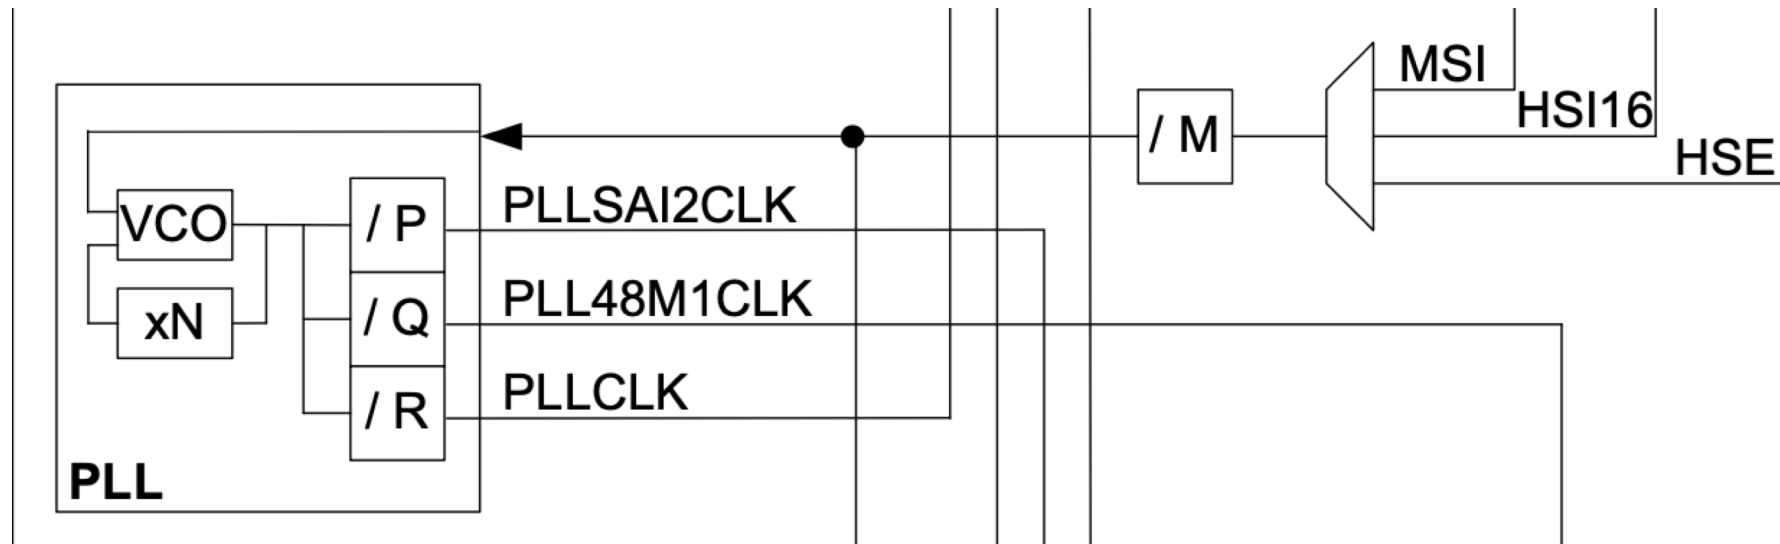 MSI
HSI16
HSE
/ M
PLLSAI2CLK
VCO
/ P
PLL48M1CLK
xN
/ Q
PLLCLK
/ R
PLL